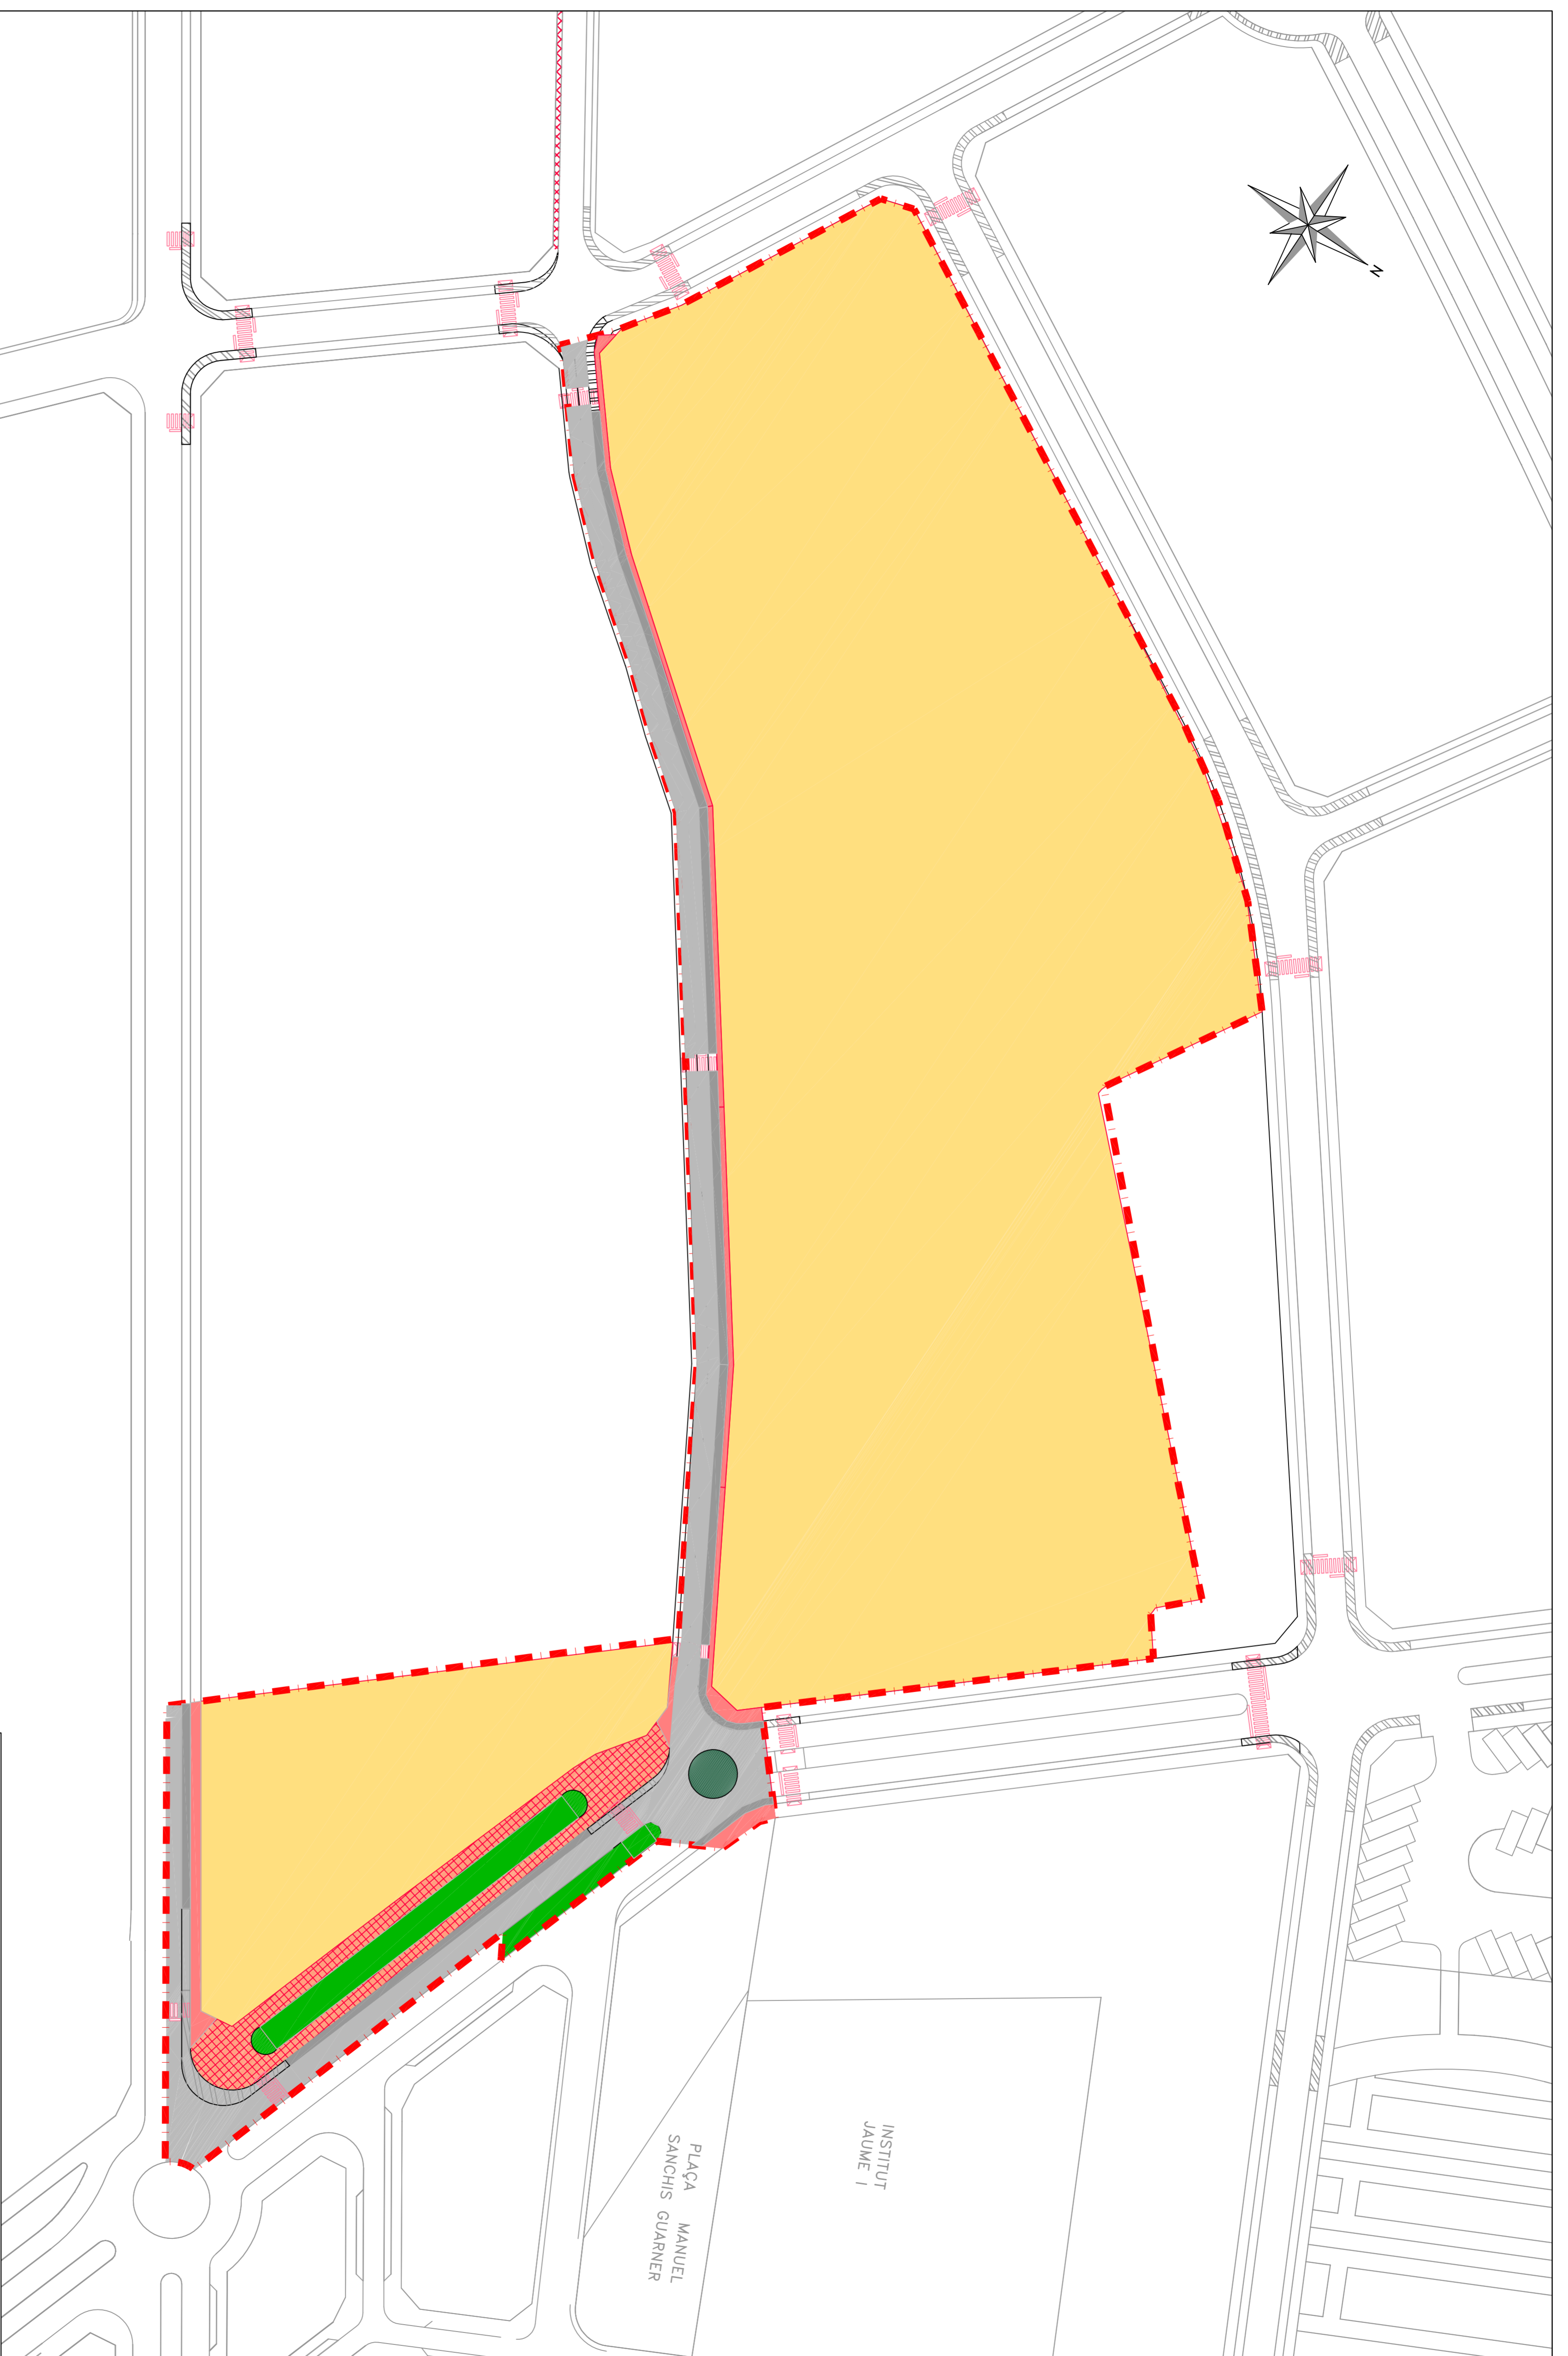 N
INSTITUT
JAUME I
PLAÇA MANUEL
SANCHIS GUARNER